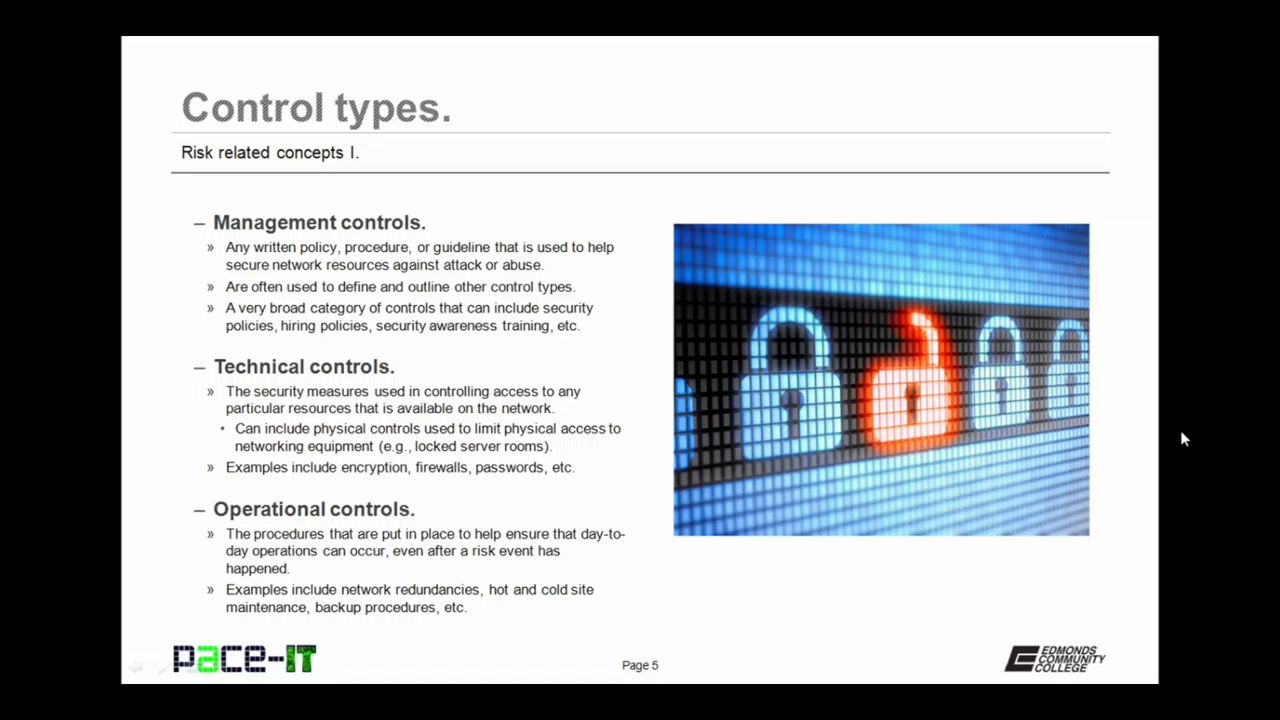 Control types.
Risk related concepts I.
– Management controls.
» Any written policy, procedure, or guideline that is used to help
secure network resources against attack or abuse.
» Are often used to define and outline other control types.
» A very broad category of controls that can include security
policies, hiring policies, security awareness training, etc.
– Technical controls.
» The security measures used in controlling access to any
particular resources that is available on the network.
• Can include physical controls used to limit physical access to
networking equipment (e.g., locked server rooms).
» Examples include encryption, firewalls, passwords, etc.
– Operational controls.
» The procedures that are put in place to help ensure that day-to-
day operations can occur, even after a risk event has
happened.
» Examples include network redundancies, hot and cold site
maintenance, backup procedures, etc.
pace-IT
Page 5
EDMONDS
COMMUNITY
COLLEGE